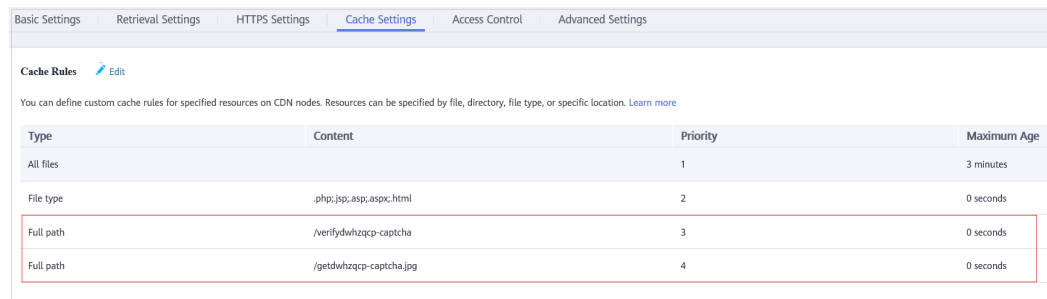 Basic Settings Retrieval Settings HTTPS Settings Cache Settings Access Control Advanced Settings
Cache Rules Edit
You can define custom cache rules for specified resources on CDN nodes. Resources can be specified by file, directory, file type, or specific location. Learn more
Type Content Priority Maximum Age
All files 1 3 minutes
File type .php;.jsp;.asp;.aspx;.html 2 0 seconds
Full path /verifydwhzqcp-captcha 3 0 seconds
Full path /getdwhzqcp-captcha.jpg 4 0 seconds